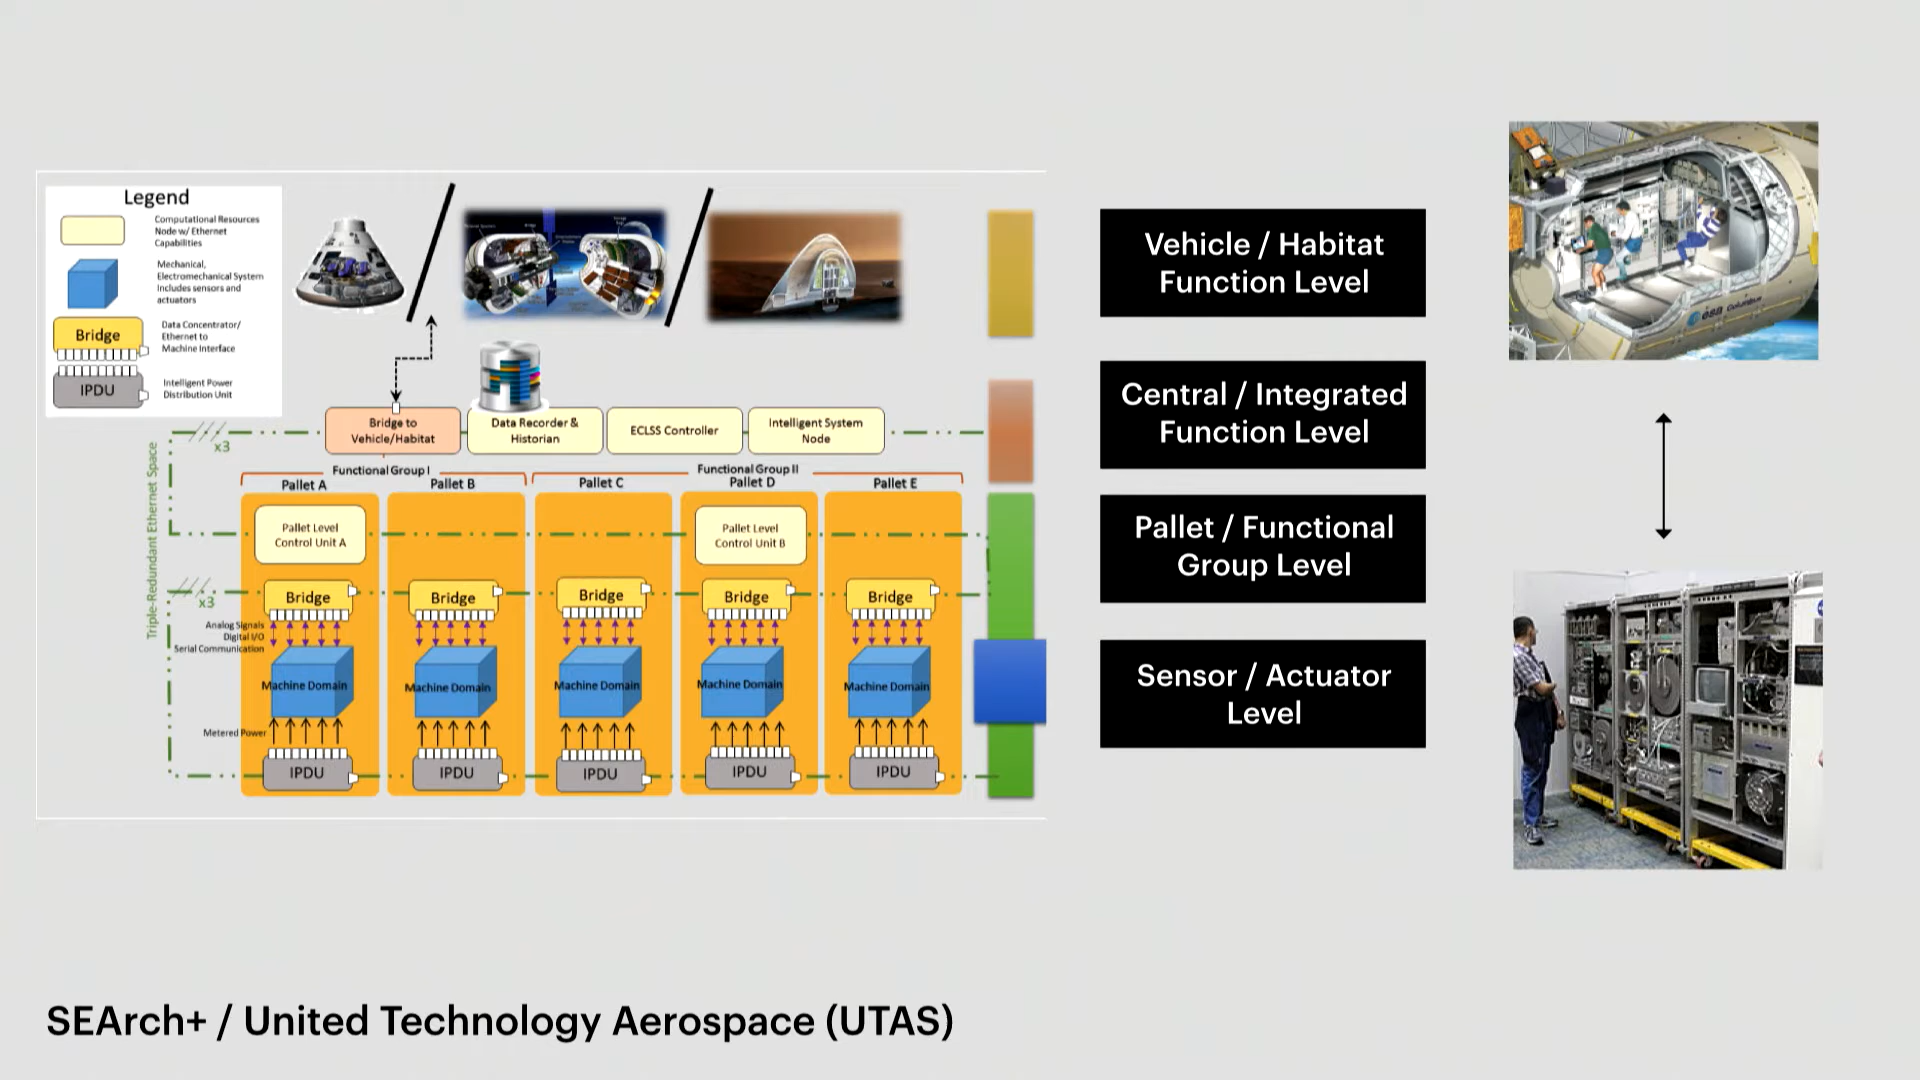 Legend
Computational Resources
Node w/ Ethernet
Capabilities
Mechanical,
Electromechanical System
Includes sensors and
actuators
Bridge
Data Concentrator/
Ethernet to
Machine Interface
IPDU
Intelligent Power
Distribution Unit
Bridge to
Vehicle/Habitat
Data Recorder &
Historian
ECLSS Controller
Intelligent System
Node
x3
Triple-Redundant Ethernet Space
Functional Group I
Functional Group II
Pallet A
Pallet B
Pallet C
Pallet D
Pallet E
Pallet Level
Control Unit A
Pallet Level
Control Unit B
x3
Bridge
Bridge
Bridge
Bridge
Bridge
Analog Signals
Digital I/O
Serial Communication
Machine Domain
Machine Domain
Machine Domain
Machine Domain
Machine Domain
Metered Power
IPDU
IPDU
IPDU
IPDU
IPDU
Vehicle / Habitat
Function Level
Central / Integrated
Function Level
Pallet / Functional
Group Level
Sensor / Actuator
Level
esa Columbus
SEArch+ / United Technology Aerospace (UTAS)